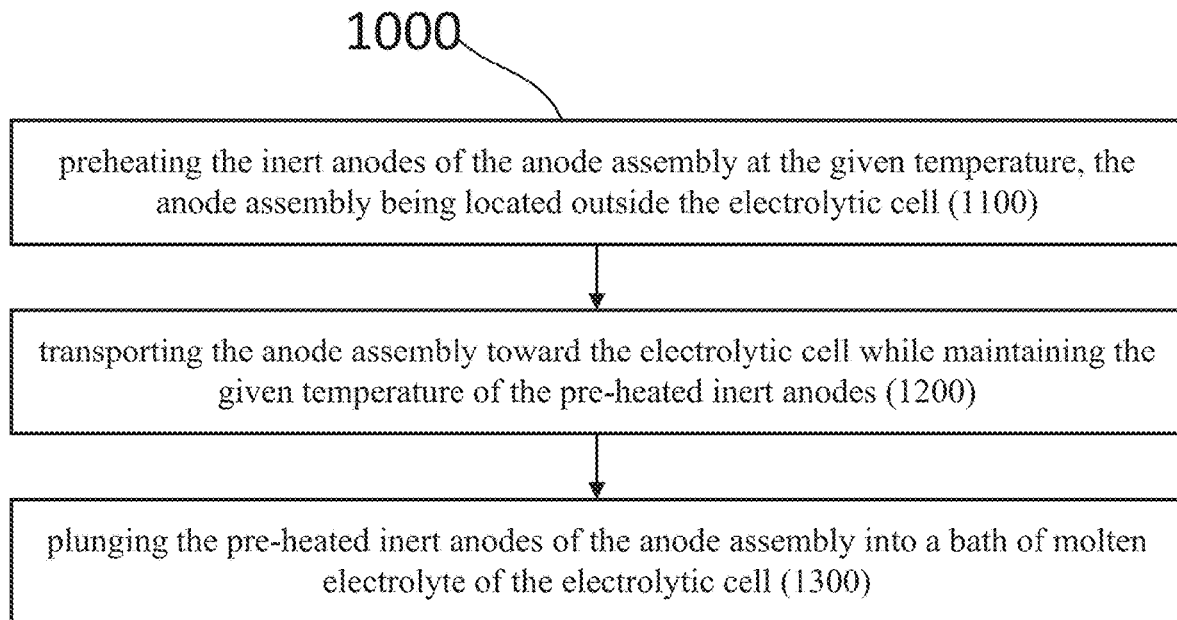 1000
preheating the inert anodes of the anode assembly at the given temperature, the
anode assembly being located outside the electrolytic cell (1100)
transporting the anode assembly toward the electrolytic cell while maintaining the
given temperature of the pre-heated inert anodes (1200)
plunging the pre-heated inert anodes of the anode assembly into a bath of molten
electrolyte of the electrolytic cell (1300)